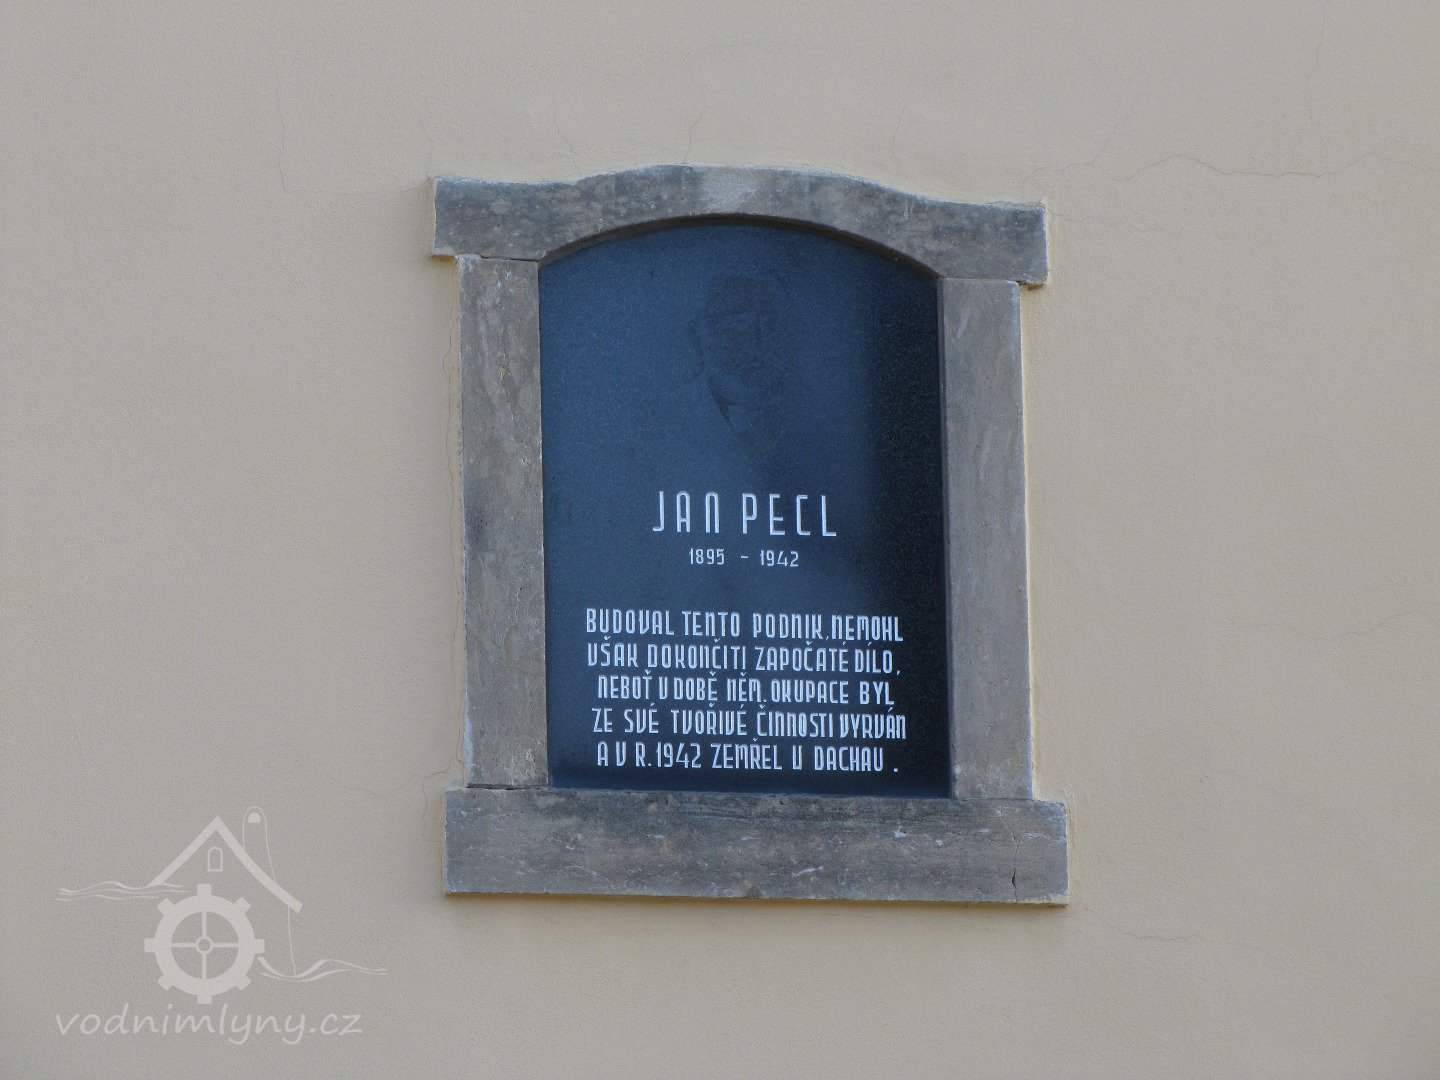 JAN PECL
1895 - 1942
BUDOVAL TENTO PODNIK, NEMOHL
VŠAK DOKONČITI ZAPOČATÉ DÍLO,
NEBOŤ V DOBĚ NĚM. OKUPACE BYL
ZE SVÉ TVOŘIVÉ ČINNOSTI VYRVÁN
A V R. 1942 ZEMŘEL V DACHAU.
vodnimlyny.cz